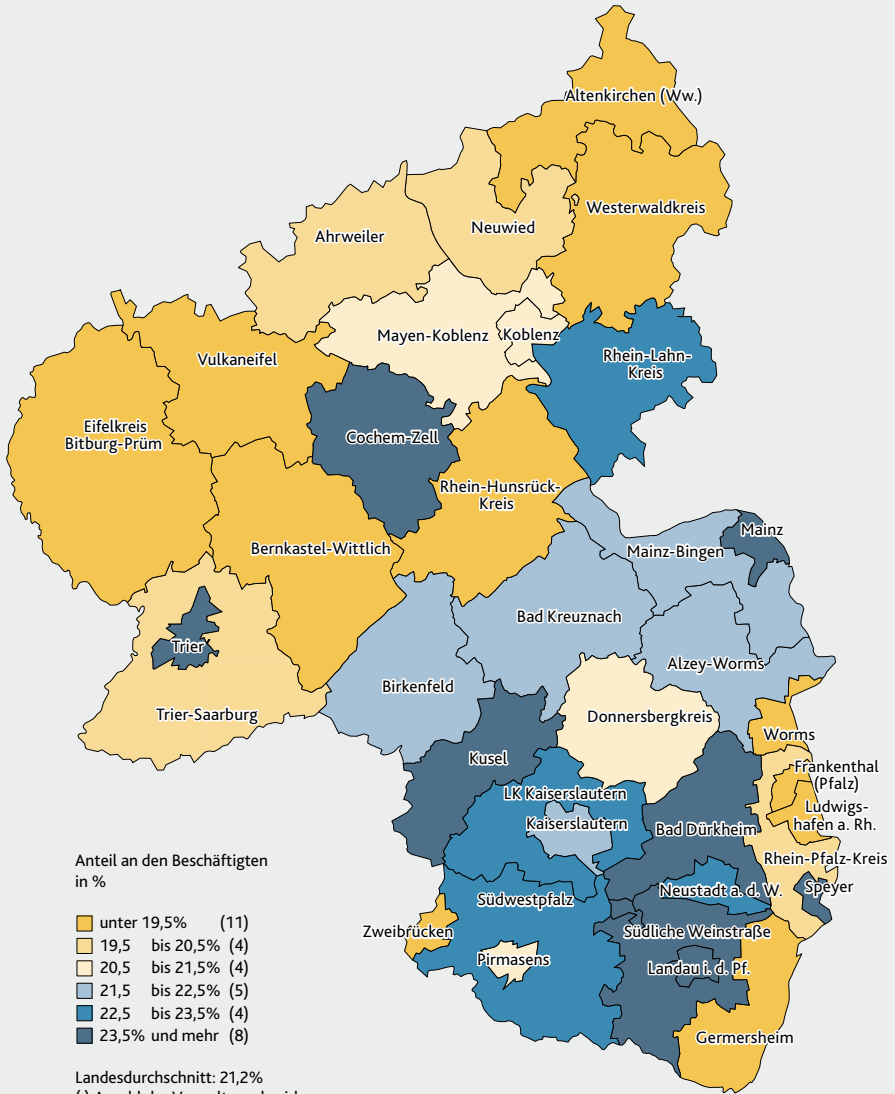 Altenkirchen (Ww.)
Westerwaldkreis
Neuwied
Ahrweiler
Mayen-Koblenz
Koblenz
Rhein-Lahn-
Kreis
Vulkaneifel
Eifelkreis
Bitburg-Prüm
Cochem-Zell
Rhein-Hunsrück-
Kreis
Mainz
Mainz-Bingen
Bernkastel-Wittlich
Bad Kreuznach
Trier
Alzey-Worms
Birkenfeld
Trier-Saarburg
Donnersbergkreis
Worms
Kusel
Frankenthal
(Pfalz)
LK Kaiserslautern
Ludwigs-
hafen a. Rh.
Kaiserslautern
Bad Dürkheim
Rhein-Pfalz-Kreis
Neustadt a. d. W.
Speyer
Südwestpfalz
Zweibrücken
Südliche Weinstraße
Pirmasens
Landau i. d. Pf.
Germersheim
Anteil an den Beschäftigten
in %
unter 19,5% (11)
19,5 bis 20,5% (4)
20,5 bis 21,5% (4)
21,5 bis 22,5% (5)
22,5 bis 23,5% (4)
23,5% und mehr (8)
Landesdurchschnitt: 21,2%